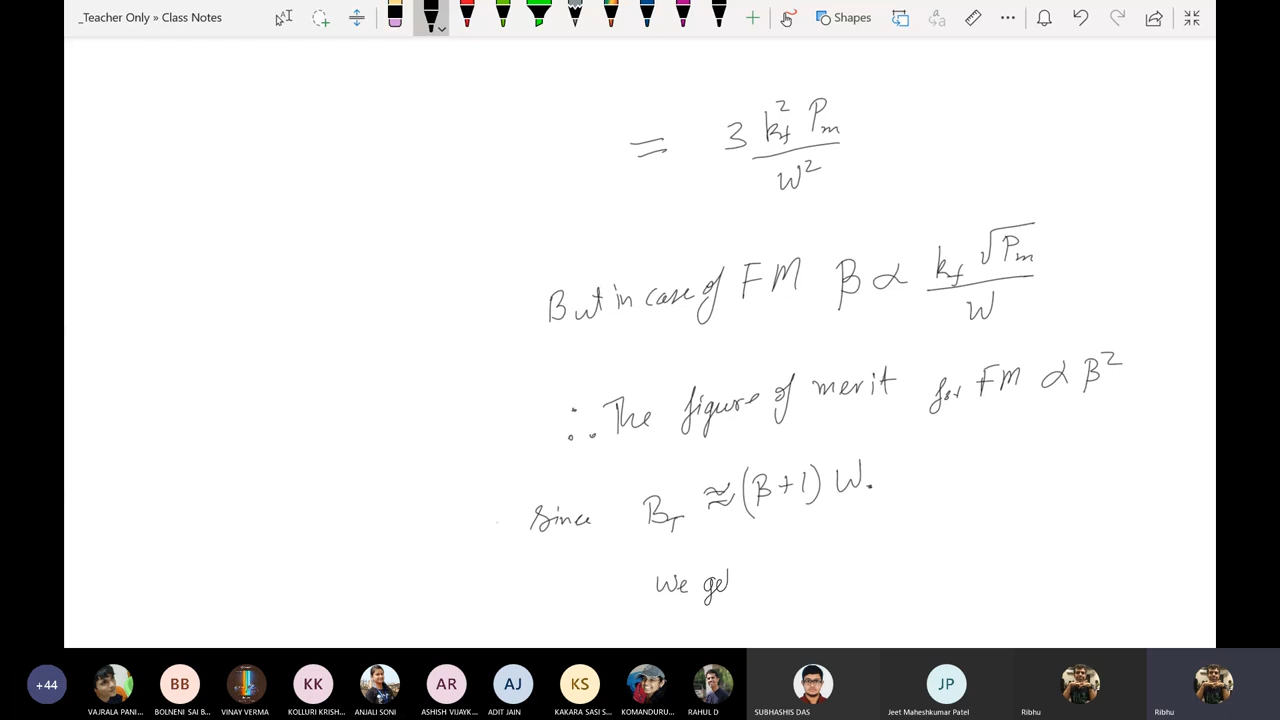 _Teacher Only » Class Notes
Shapes
= 3 k_f^2 P_m / W^2
But in case of FM β ∝ k_f √P_m / W
∴ The figure of merit for FM ∝ β^2
since B_T ≈ (β+1) W.
we get
+44
BB
KK
AR
AJ
KS
JP
VAJRALA PANI...
BOLNENI SAI B...
VINAY VERMA
KOLLURI KRISH...
ANJALI SONI
ASHISH VIJAYK...
ADIT JAIN
KAKARA SASI S...
KOMANDURU...
RAHUL D
SUBHASHIS DAS
Jeet Maheshkumar Patel
Ribhu
Ribhu